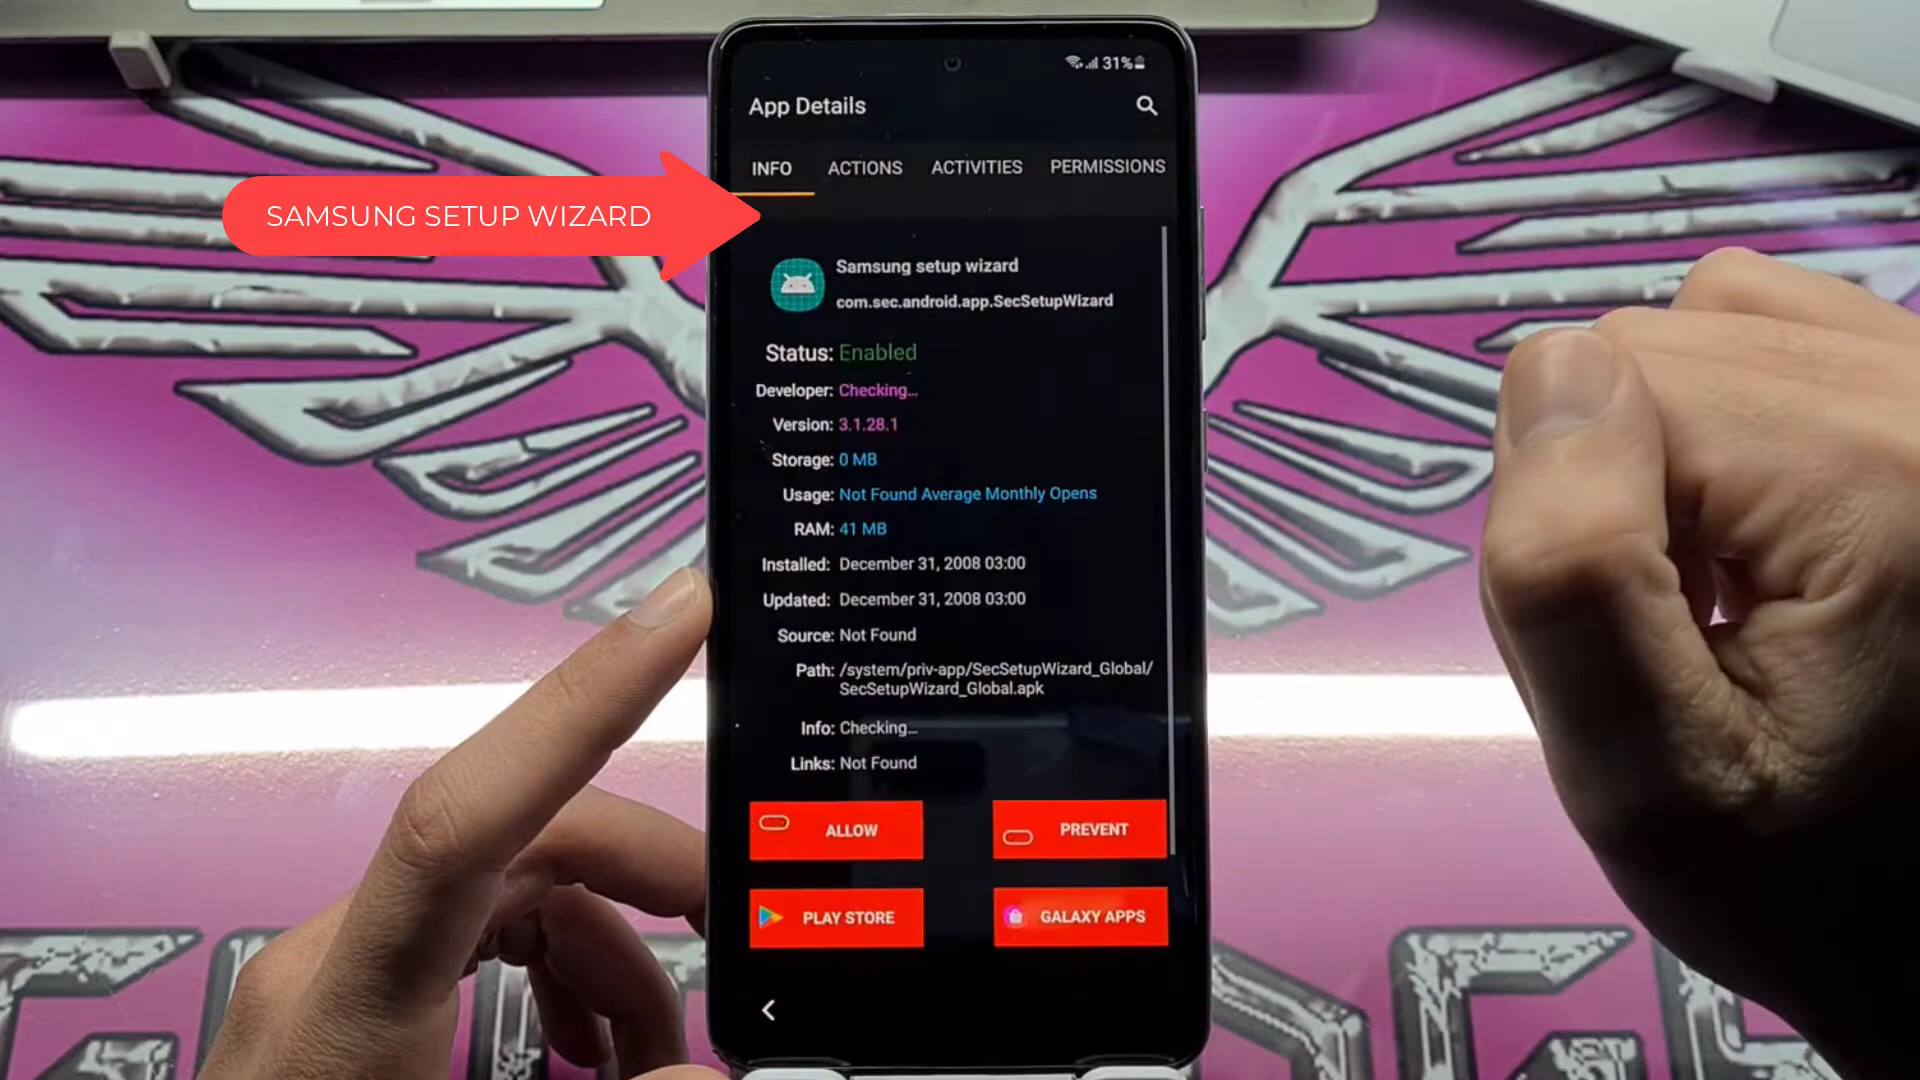 31%
App Details
INFO ACTIONS ACTIVITIES PERMISSIONS
SAMSUNG SETUP WIZARD
Samsung setup wizard
com.sec.android.app.SecSetupWizard
Status: Enabled
Developer: Checking...
Version: 3.1.28.1
Storage: 0 MB
Usage: Not Found Average Monthly Opens
RAM: 41 MB
Installed: December 31, 2008 03:00
Updated: December 31, 2008 03:00
Source: Not Found
Path: /system/priv-app/SecSetupWizard_Global/
SecSetupWizard_Global.apk
Info: Checking...
Links: Not Found
ALLOW PREVENT
PLAY STORE GALAXY APPS